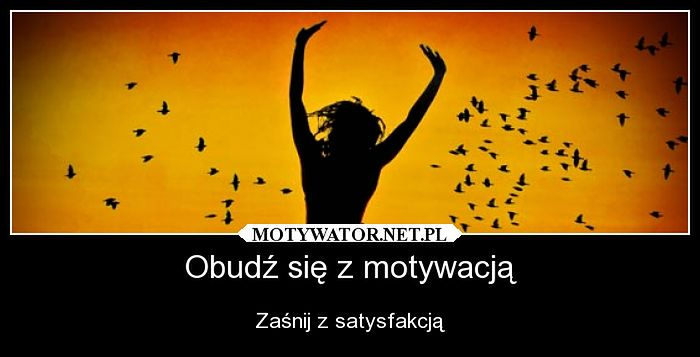 MOTYWATOR.NET.PL
Obudź się z motywacją
Zaśnij z satysfakcją